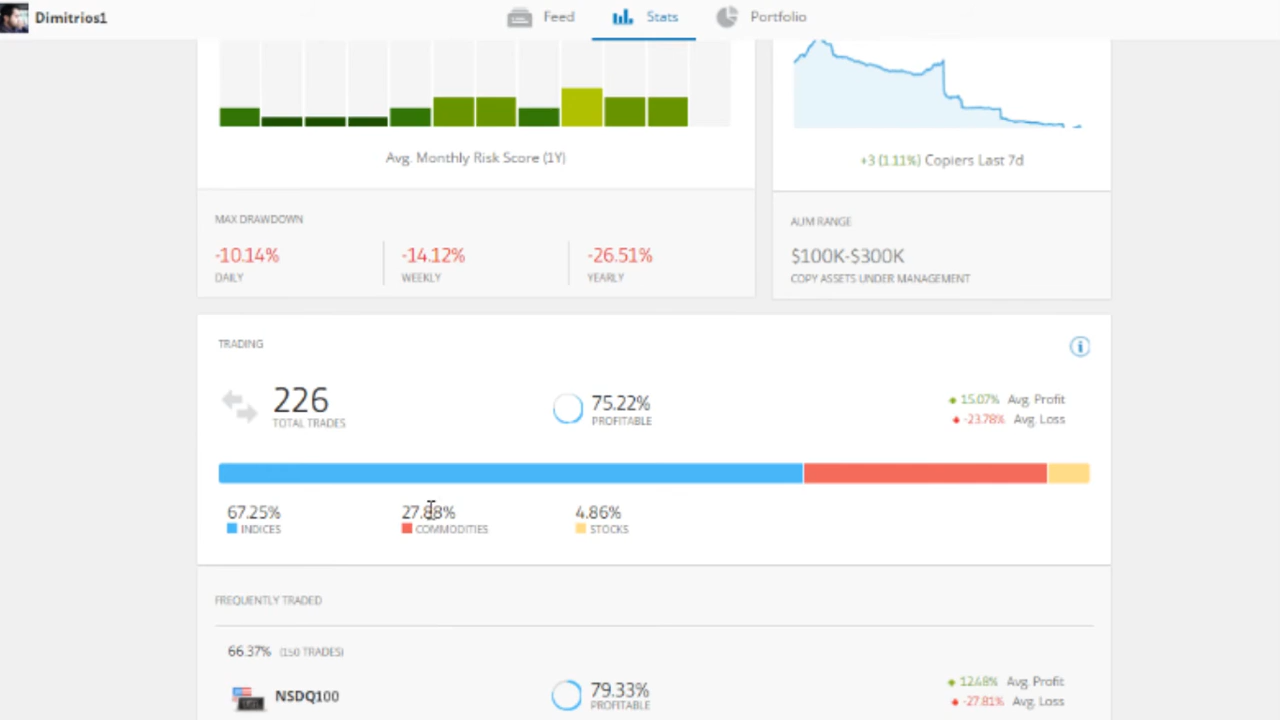 Dimitrios1
Feed
Stats
Portfolio
Avg. Monthly Risk Score (1Y)
+3 (1.11%) Copiers Last 7d
MAX DRAWDOWN
-10.14%
DAILY
-14.12%
WEEKLY
-26.51%
YEARLY
AUM RANGE
$100K-$300K
COPY ASSETS UNDER MANAGEMENT
TRADING
226
TOTAL TRADES
75.22%
PROFITABLE
15.07% Avg. Profit
-23.78% Avg. Loss
67.25%
INDICES
27.88%
COMMODITIES
4.86%
STOCKS
FREQUENTLY TRADED
66.37% (150 TRADES)
NSDQ100
79.33%
PROFITABLE
12.48% Avg. Profit
-27.81% Avg. Loss